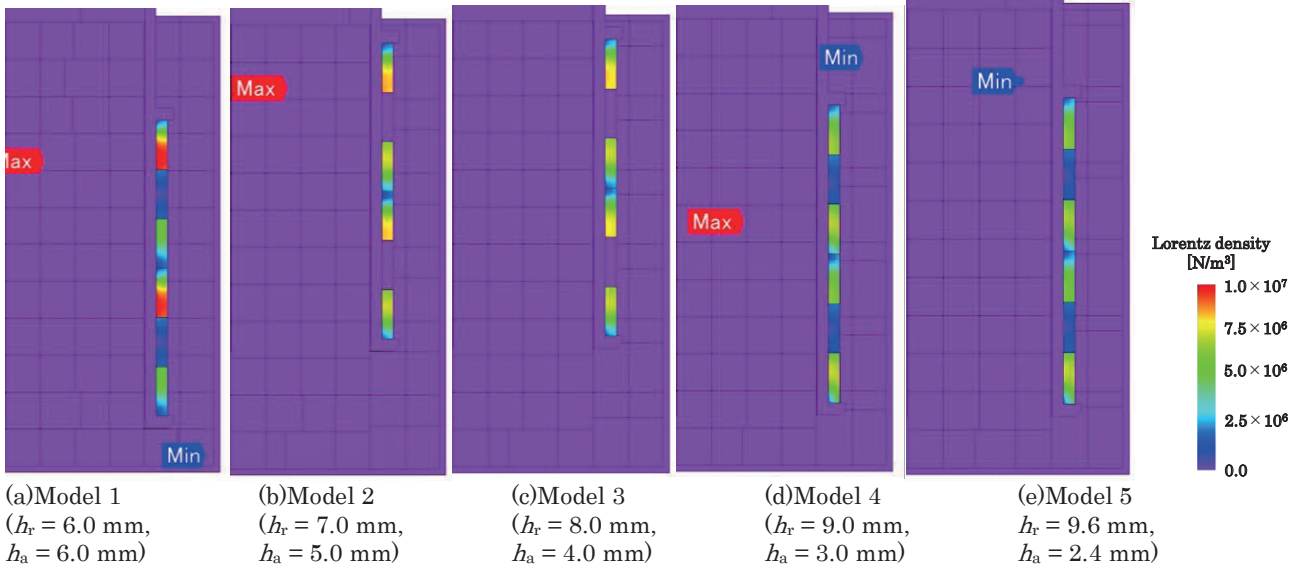 Max
Min
Max
Min
Max
Min
Lorentz density
[N/m³]
1.0×10⁷
7.5×10⁶
5.0×10⁶
2.5×10⁶
0.0
(a)Model 1
(hr = 6.0 mm,
ha = 6.0 mm)
(b)Model 2
(hr = 7.0 mm,
ha = 5.0 mm)
(c)Model 3
(hr = 8.0 mm,
ha = 4.0 mm)
(d)Model 4
(hr = 9.0 mm,
ha = 3.0 mm)
(e)Model 5
hr = 9.6 mm,
ha = 2.4 mm)